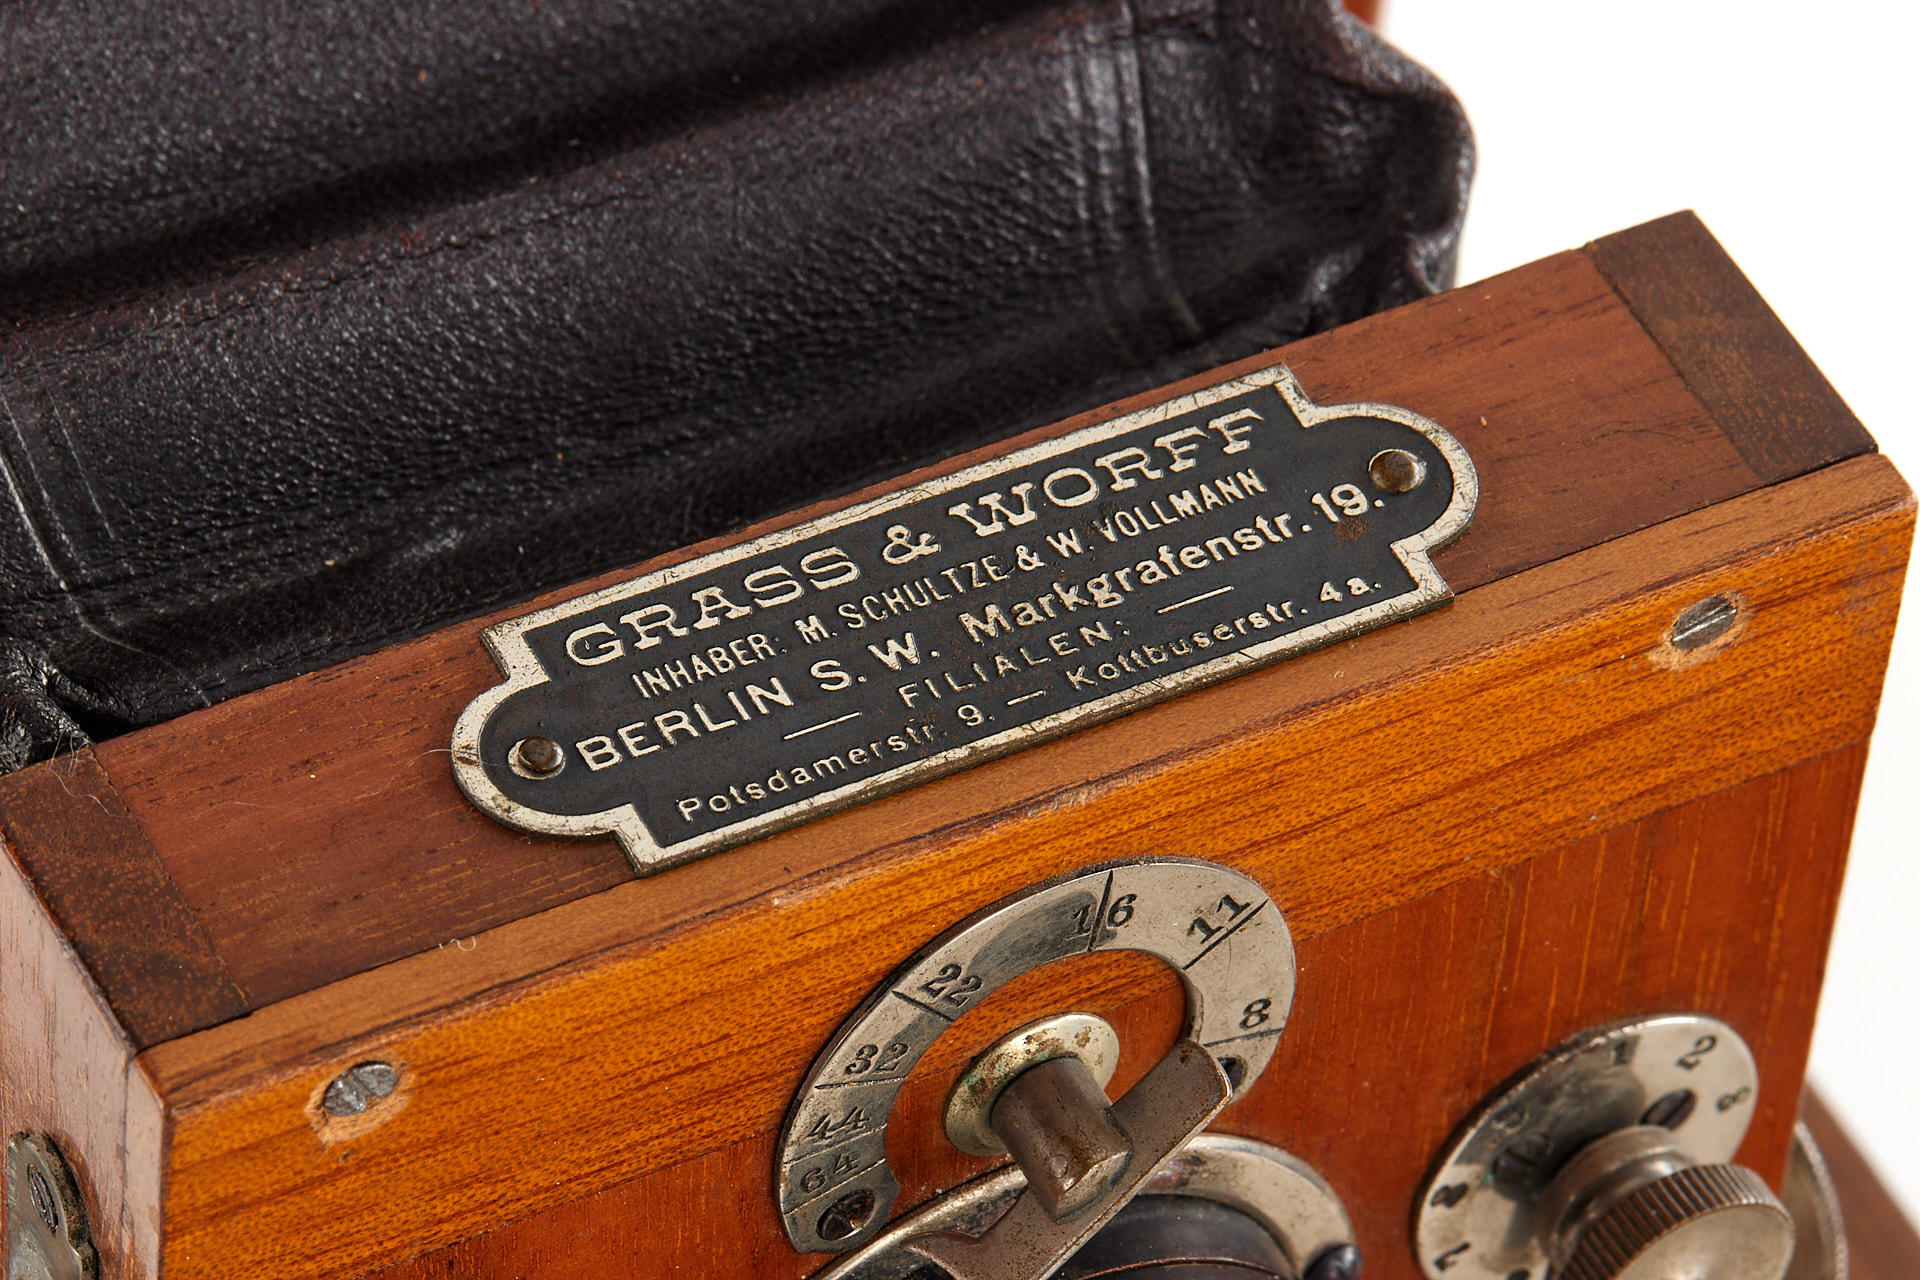 GRASS & WORFF
INHABER: M. SCHULTZE & W. VOLLMANN
BERLIN S. W. Markgrafenstr. 19.
FILIALEN:
Potsdamerstr. 9. — Kottbuserstr. 4a.
64
44
32
22
16
11
8
1
2